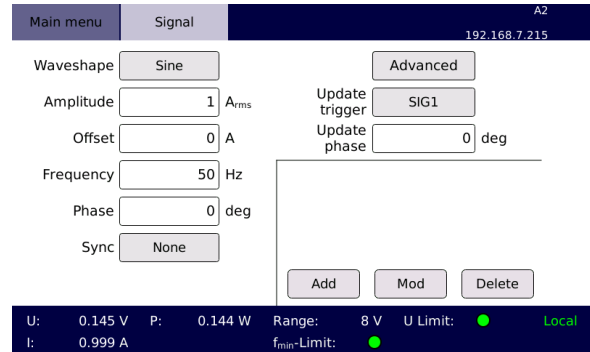 Main menu Signal A2
192.168.7.215
Waveshape Sine Advanced
Amplitude 1 Arms Update trigger SIG1
Offset 0 A Update phase 0 deg
Frequency 50 Hz
Phase 0 deg
Sync None
Add Mod Delete
U: 0.145 V P: 0.144 W Range: 8 V U Limit: Local
I: 0.999 A fmin-Limit: